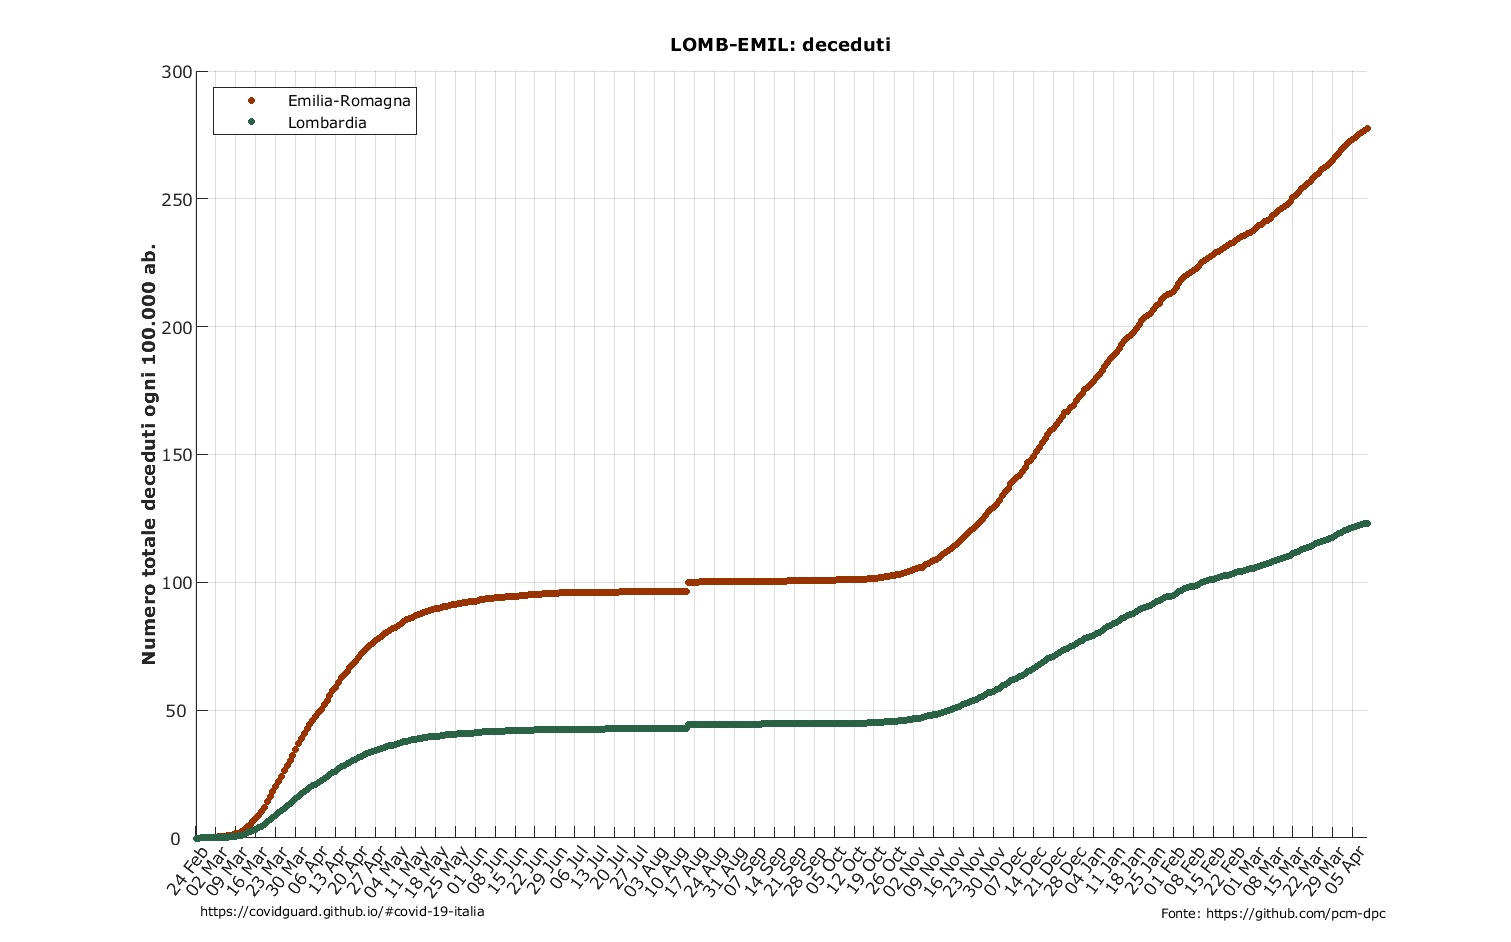 LOMB-EMIL: deceduti
Numero totale deceduti ogni 100.000 ab.
300
250
200
150
100
50
0
Emilia-Romagna
Lombardia
24 Feb
02 Mar
09 Mar
16 Mar
23 Mar
30 Mar
06 Apr
13 Apr
20 Apr
27 Apr
04 May
11 May
18 May
25 May
01 Jun
08 Jun
15 Jun
22 Jun
29 Jun
06 Jul
13 Jul
20 Jul
27 Jul
03 Aug
10 Aug
17 Aug
24 Aug
31 Aug
07 Sep
14 Sep
21 Sep
28 Sep
05 Oct
12 Oct
19 Oct
26 Oct
02 Nov
09 Nov
16 Nov
23 Nov
30 Nov
07 Dec
14 Dec
21 Dec
28 Dec
04 Jan
11 Jan
18 Jan
25 Jan
01 Feb
08 Feb
15 Feb
22 Feb
01 Mar
08 Mar
15 Mar
22 Mar
29 Mar
05 Apr
https://covidguard.github.io/#covid-19-italia
Fonte: https://github.com/pcm-dpc